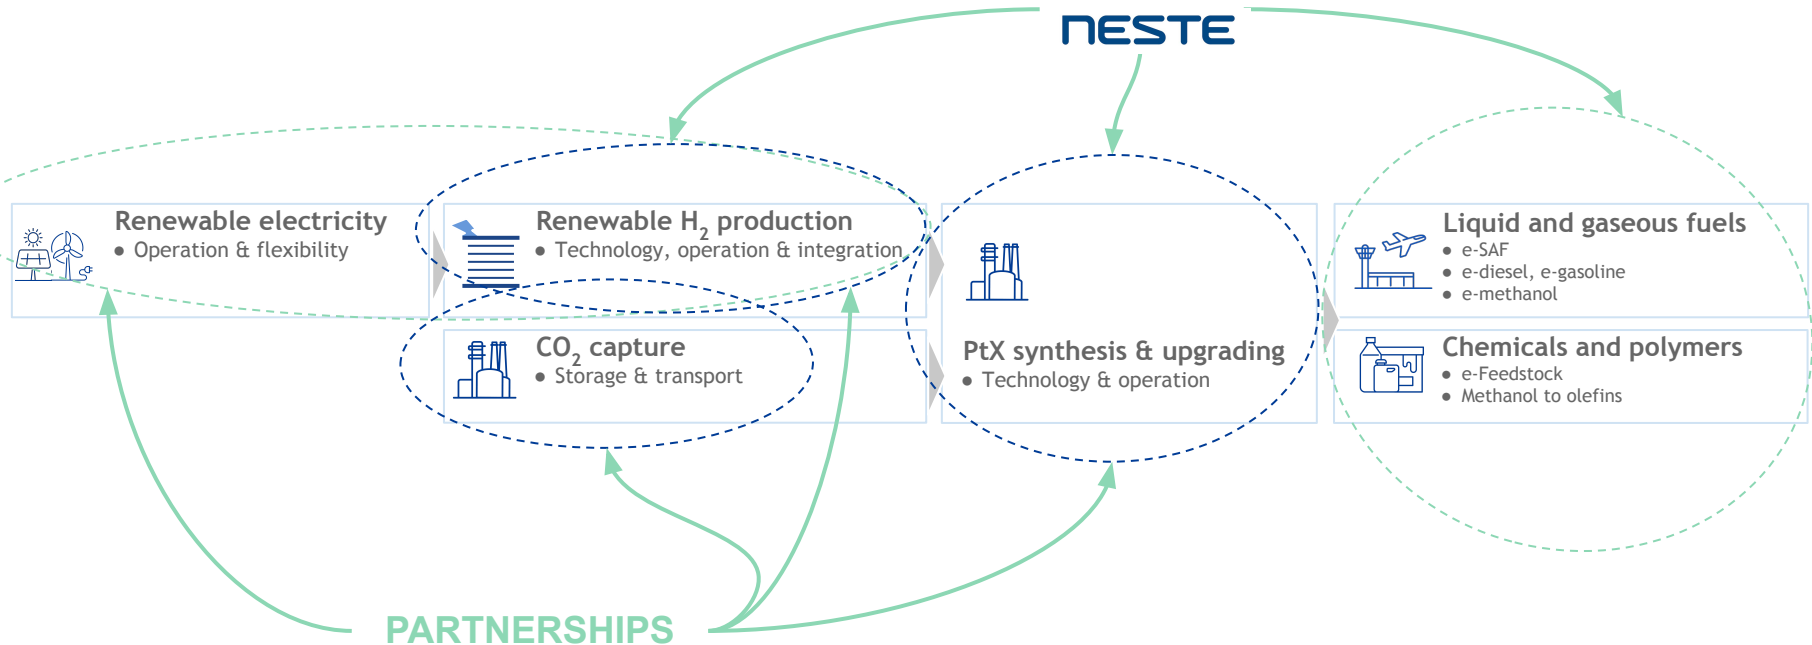 NESTE
Renewable electricity
● Operation & flexibility
Renewable H2 production
● Technology, operation & integration
CO2 capture
● Storage & transport
PtX synthesis & upgrading
● Technology & operation
Liquid and gaseous fuels
● e-SAF
● e-diesel, e-gasoline
● e-methanol
Chemicals and polymers
● e-Feedstock
● Methanol to olefins
PARTNERSHIPS